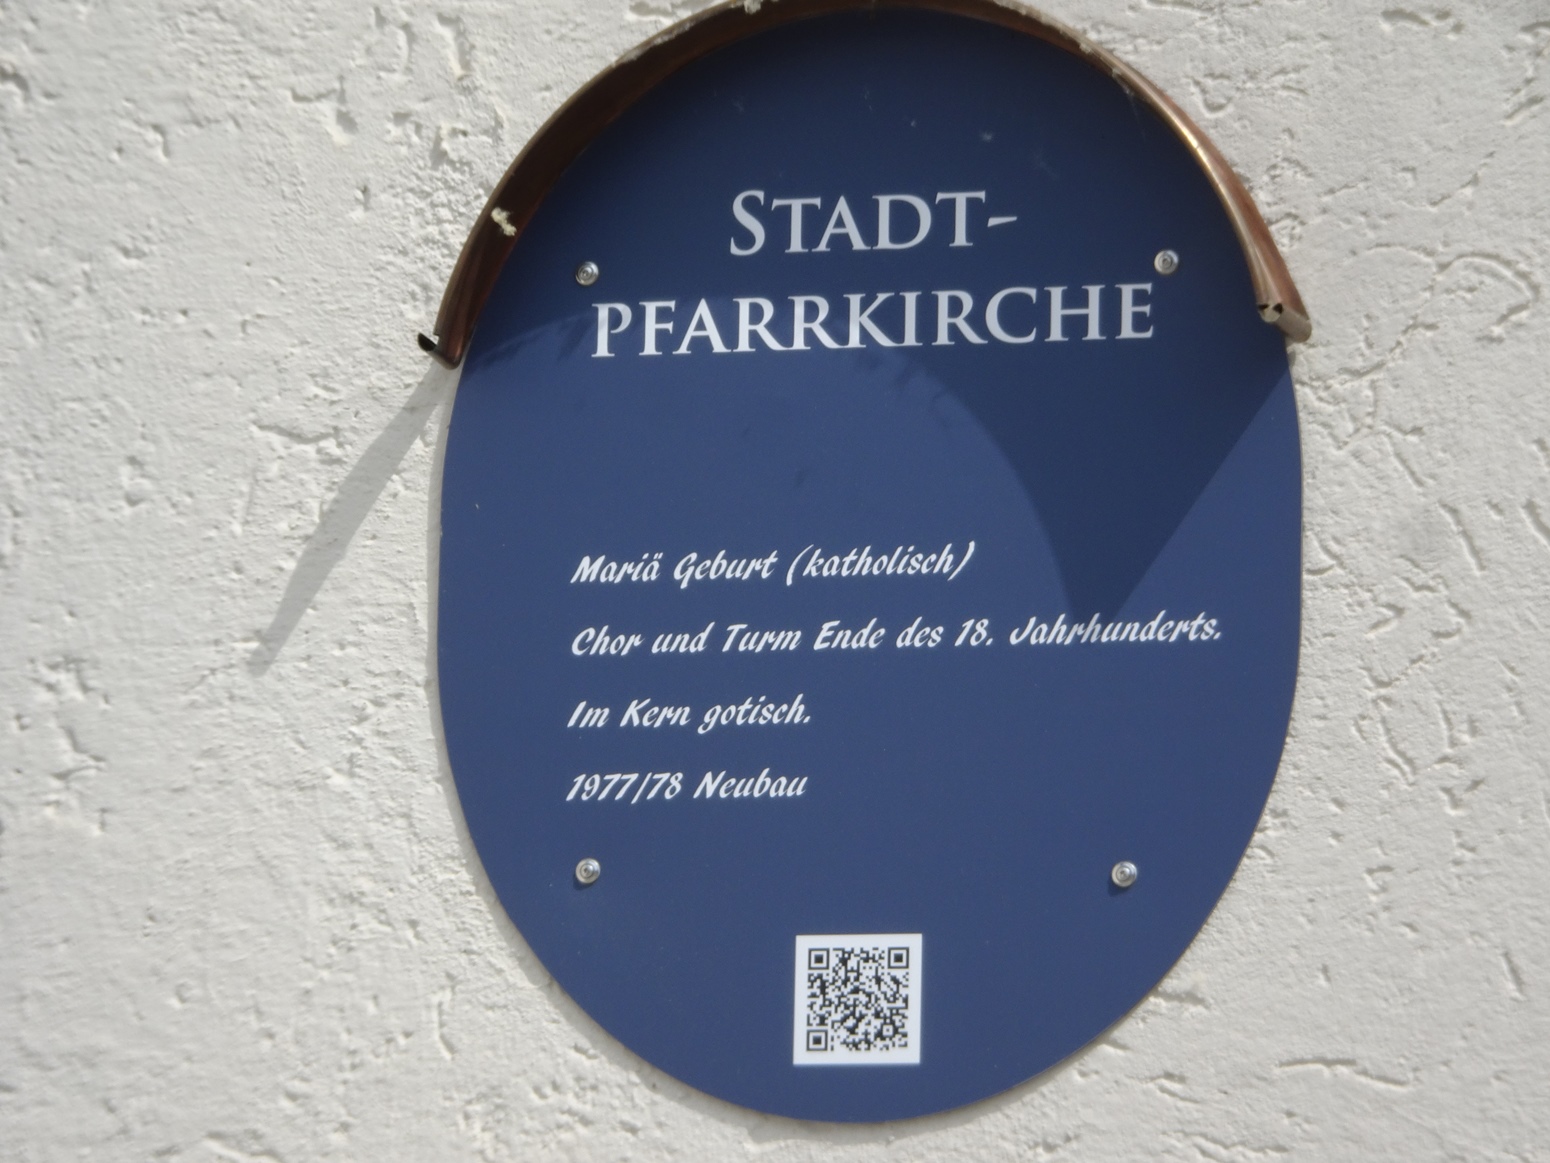 STADT-
PFARRKIRCHE
Mariä Geburt (katholisch)
Chor und Turm Ende des 18. Jahrhunderts.
Im Kern gotisch.
1977/78 Neubau